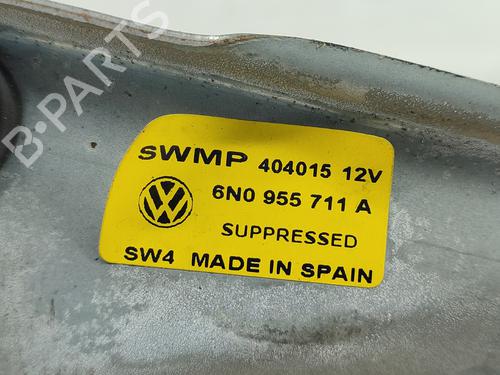 B-PARTS
SWMP 404015 12V
6N0 955 711 A
SUPPRESSED
SW4 MADE IN SPAIN